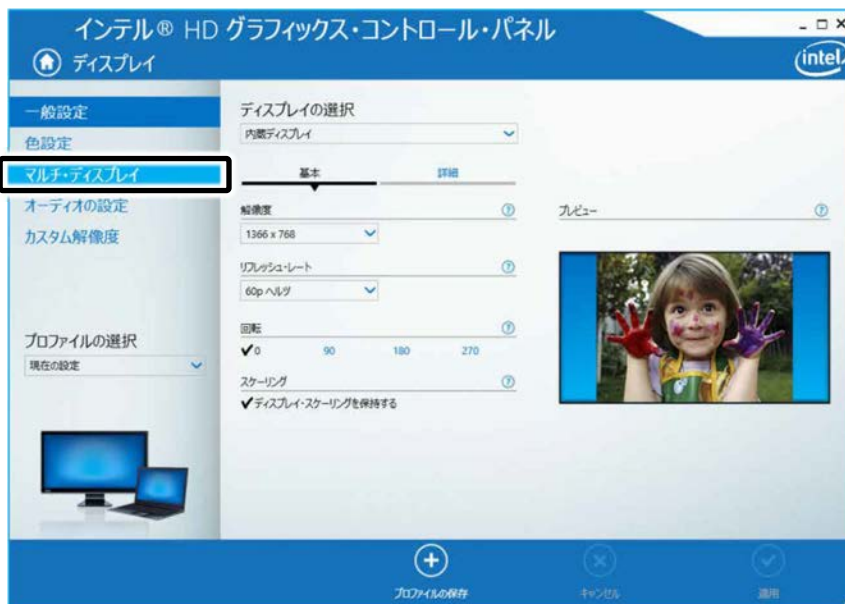 インテル® HD グラフィックス・コントロール・パネル
ディスプレイ
intel
一般設定
色設定
マルチ・ディスプレイ
オーディオの設定
カスタム解像度
プロファイルの選択
現在の設定
ディスプレイの選択
内蔵ディスプレイ
基本 詳細
解像度 ?
1366 x 768
リフレッシュ・レート ?
60p ヘルツ
回転 ?
✔0 90 180 270
スケーリング ?
✔ディスプレイ・スケーリングを保持する
プレビュー ?
プロファイルの保存
キャンセル
適用